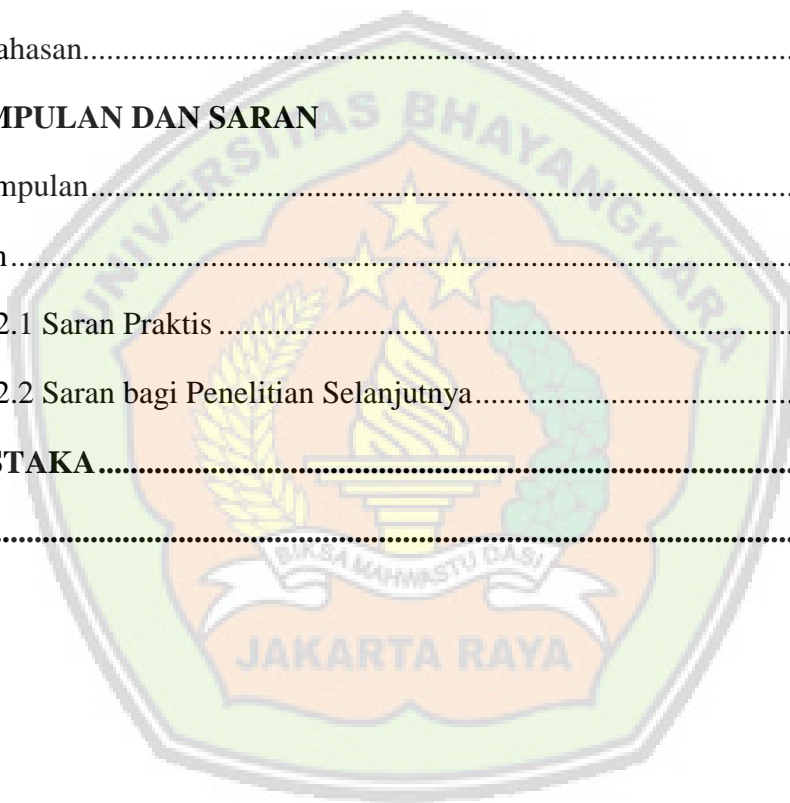 ahasan
MPULAN DAN SARAN
mpulan
n
2.1 Saran Praktis
2.2 Saran bagi Penelitian Selanjutnya
STAKA
UNIVERSITAS BHAYANGKARA
BIKSA MAHWASTU DASI
JAKARTA RAYA